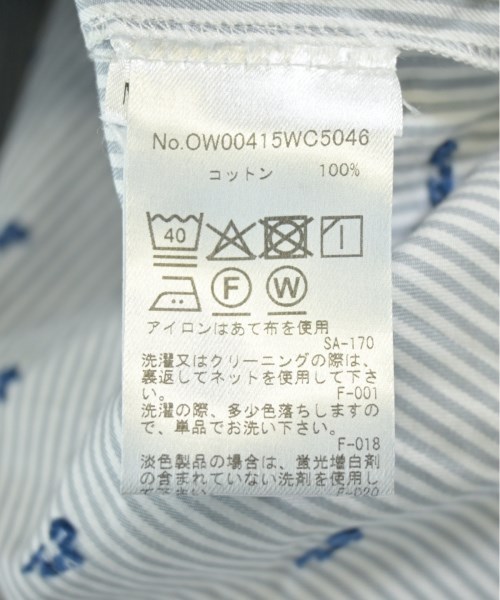 No.OW00415WC5046
コットン 100%
40
F
W
アイロンはあて布を使用
SA-170
洗濯又はクリーニングの際は、
裏返してネットを使用して下さ
い。 F-001
洗濯の際、多少色落ちしますの
で、単品でお洗い下さい。
F-018
淡色製品の場合は、蛍光増白剤
の含まれていない洗剤を使用し
て下さい。 F-020